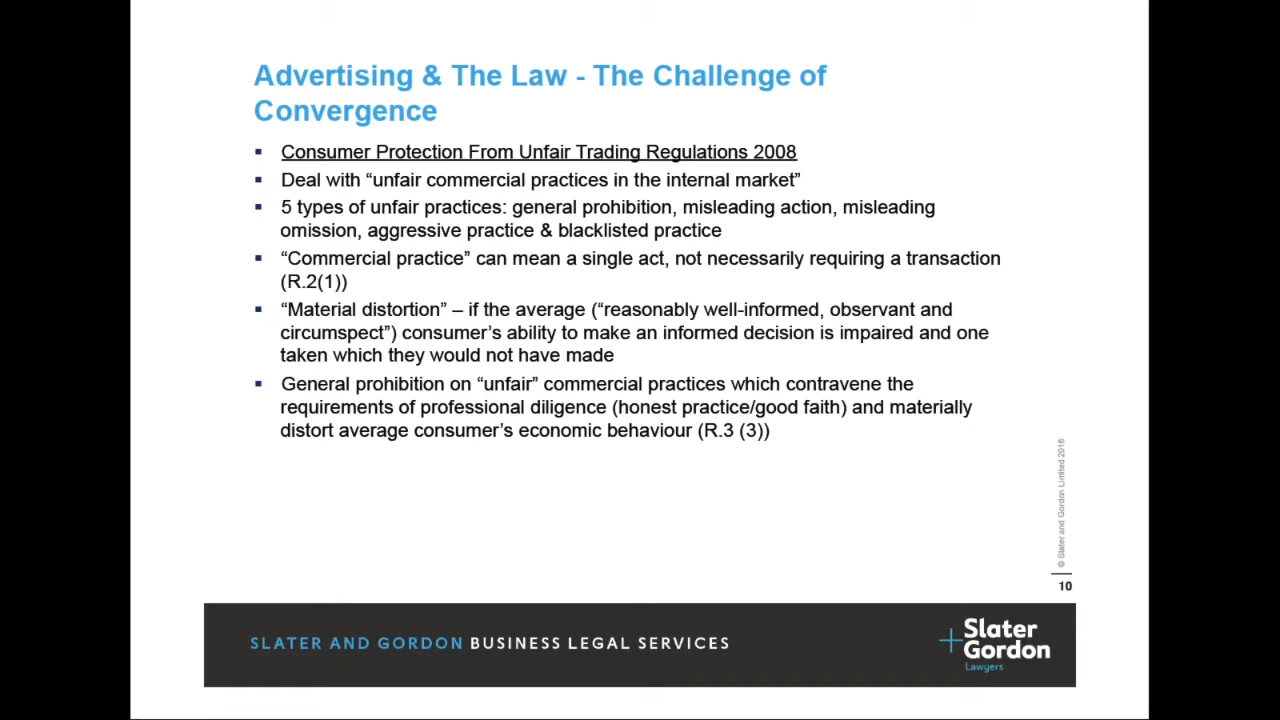 Advertising & The Law - The Challenge of
Convergence
▪ Consumer Protection From Unfair Trading Regulations 2008
▪ Deal with “unfair commercial practices in the internal market”
▪ 5 types of unfair practices: general prohibition, misleading action, misleading
omission, aggressive practice & blacklisted practice
▪ “Commercial practice” can mean a single act, not necessarily requiring a transaction
(R.2(1))
▪ “Material distortion” – if the average (“reasonably well-informed, observant and
circumspect”) consumer’s ability to make an informed decision is impaired and one
taken which they would not have made
▪ General prohibition on “unfair” commercial practices which contravene the
requirements of professional diligence (honest practice/good faith) and materially
distort average consumer’s economic behaviour (R.3 (3))
© Slater and Gordon Limited 2018
10
SLATER AND GORDON BUSINESS LEGAL SERVICES
Slater
Gordon
Lawyers